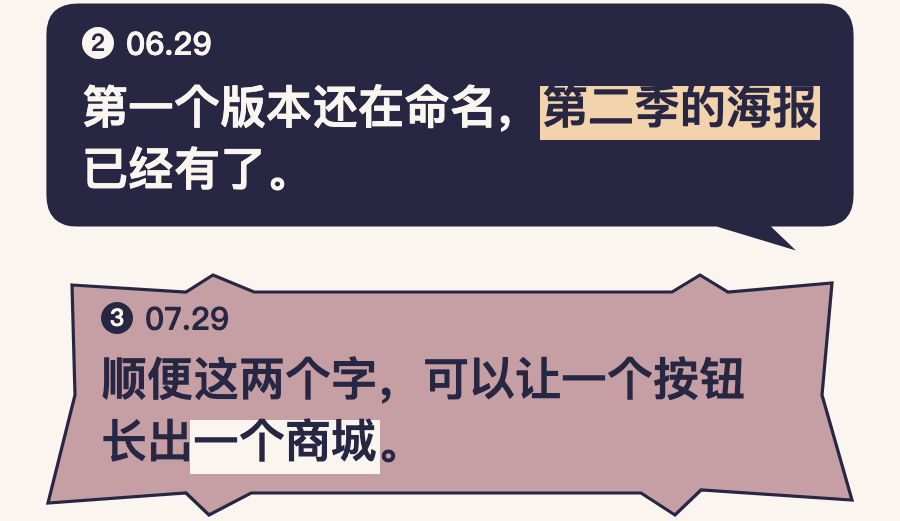 2 06.29
第一个版本还在命名，第二季的海报
已经有了。
3 07.29
顺便这两个字，可以让一个按钮
长出一个商城。